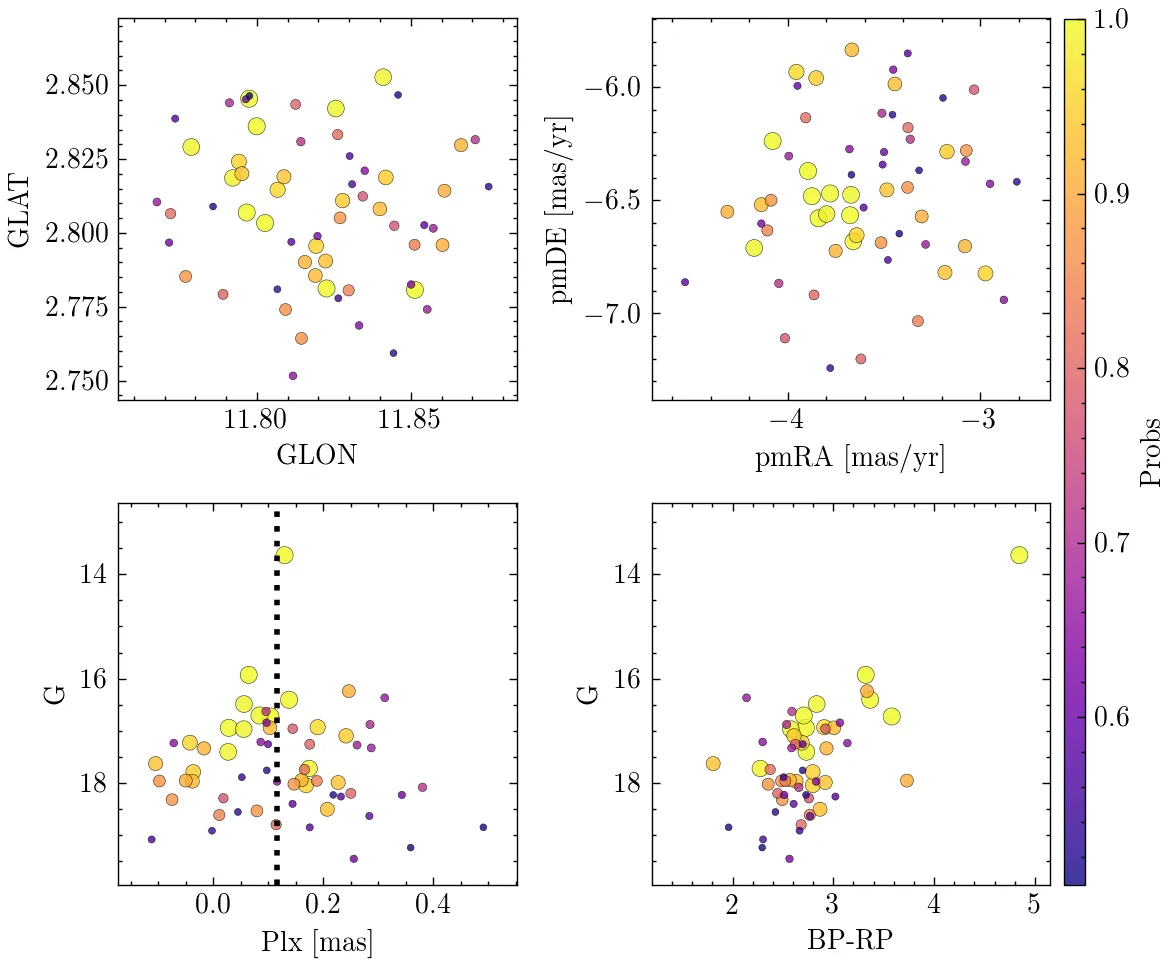 2.850
2.825
2.800
2.775
2.750
GLAT
11.80 11.85
GLON
−6.0
−6.5
−7.0
pmDE [mas/yr]
−4 −3
pmRA [mas/yr]
1.0
0.9
0.8
0.7
0.6
Probs
14
16
18
G
0.0 0.2 0.4
Plx [mas]
14
16
18
G
2 3 4 5
BP-RP